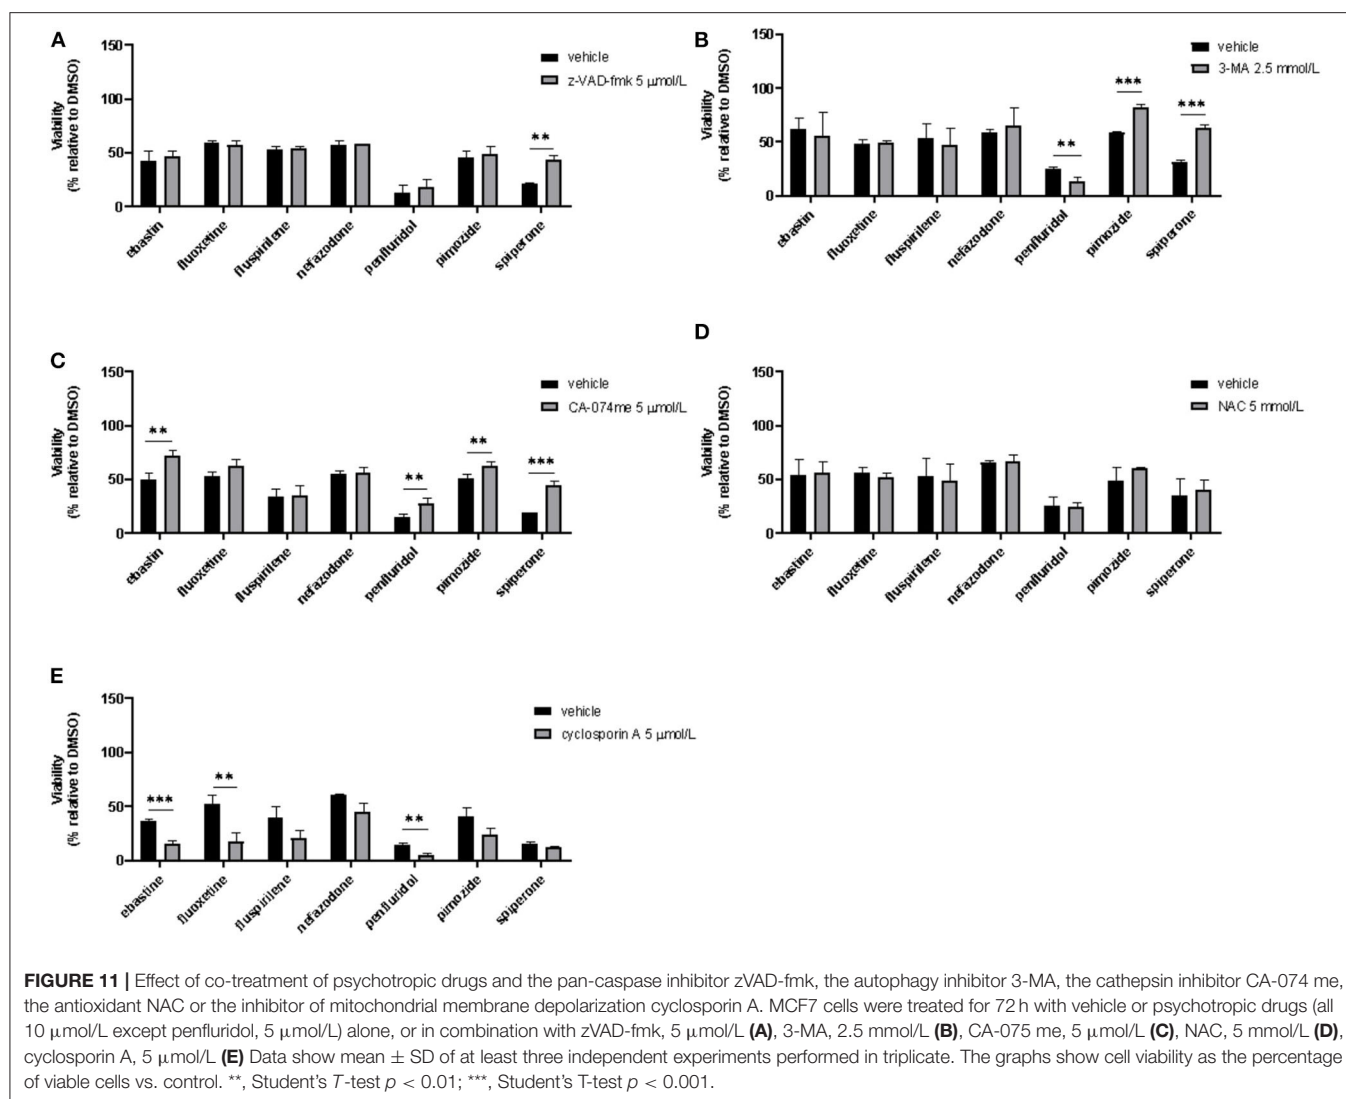 A
150
100
50
0
Viability
(% relative to DMSO)
vehicle
z-VAD-fmk 5 µmol/L
**
ebastin
fluoxetine
fluspirilene
nefazodone
penfluridol
pimozide
spiperone
B
150
100
50
0
Viability
(% relative to DMSO)
vehicle
3-MA 2.5 mmol/L
**
***
***
ebastin
fluoxetine
fluspirilene
nefazodone
penfluridol
pimozide
spiperone
C
150
100
50
0
Viability
(% relative to DMSO)
vehicle
CA-074me 5 µmol/L
**
**
**
***
ebastin
fluoxetine
fluspirilene
nefazodone
penfluridol
pimozide
spiperone
D
150
100
50
0
Viability
(% relative to DMSO)
vehicle
NAC 5 mmol/L
ebastine
fluoxetine
fluspirilene
nefazodone
penfluridol
pimozide
spiperone
E
150
100
50
0
Viability
(% relative to DMSO)
vehicle
cyclosporin A 5 µmol/L
***
**
**
ebastine
fluoxetine
fluspirilene
nefazodone
penfluridol
pimozide
spiperone
FIGURE 11 | Effect of co-treatment of psychotropic drugs and the pan-caspase inhibitor zVAD-fmk, the autophagy inhibitor 3-MA, the cathepsin inhibitor CA-074 me,
the antioxidant NAC or the inhibitor of mitochondrial membrane depolarization cyclosporin A. MCF7 cells were treated for 72 h with vehicle or psychotropic drugs (all
10 µmol/L except penfluridol, 5 µmol/L) alone, or in combination with zVAD-fmk, 5 µmol/L (A), 3-MA, 2.5 mmol/L (B), CA-075 me, 5 µmol/L (C), NAC, 5 mmol/L (D),
cyclosporin A, 5 µmol/L (E) Data show mean ± SD of at least three independent experiments performed in triplicate. The graphs show cell viability as the percentage
of viable cells vs. control. **, Student's T-test p < 0.01; ***, Student's T-test p < 0.001.